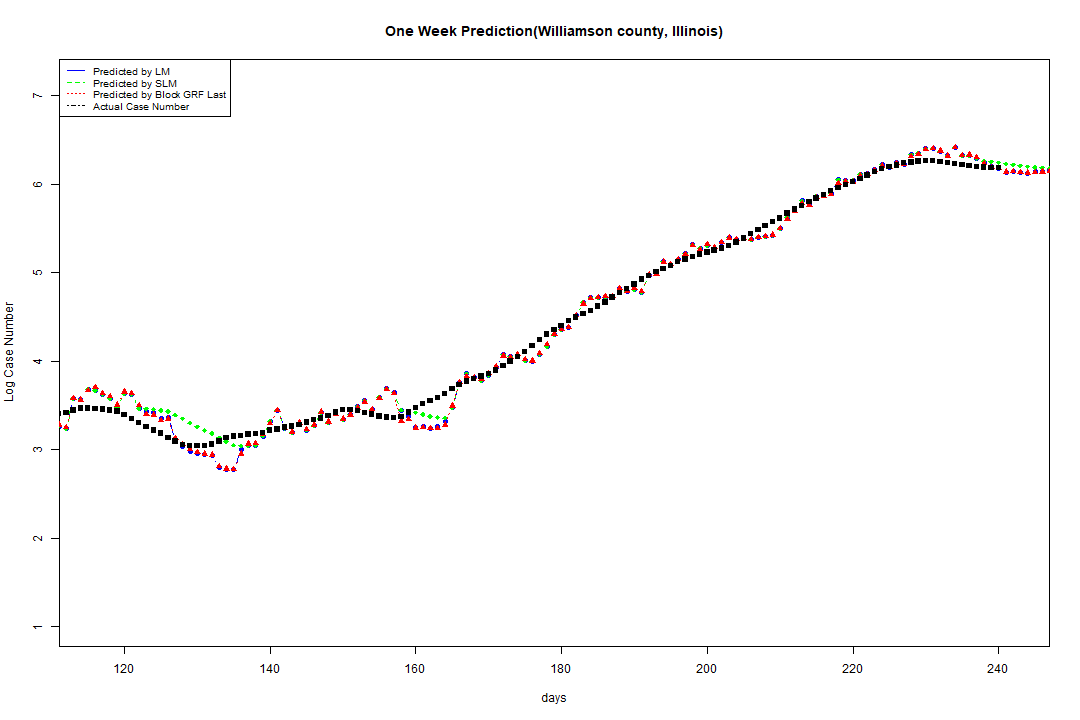 One Week Prediction(Williamson county, Illinois)
Predicted by LM
Predicted by SLM
Predicted by Block GRF Last
Actual Case Number
7
6
5
4
3
2
1
Log Case Number
120 140 160 180 200 220 240
days